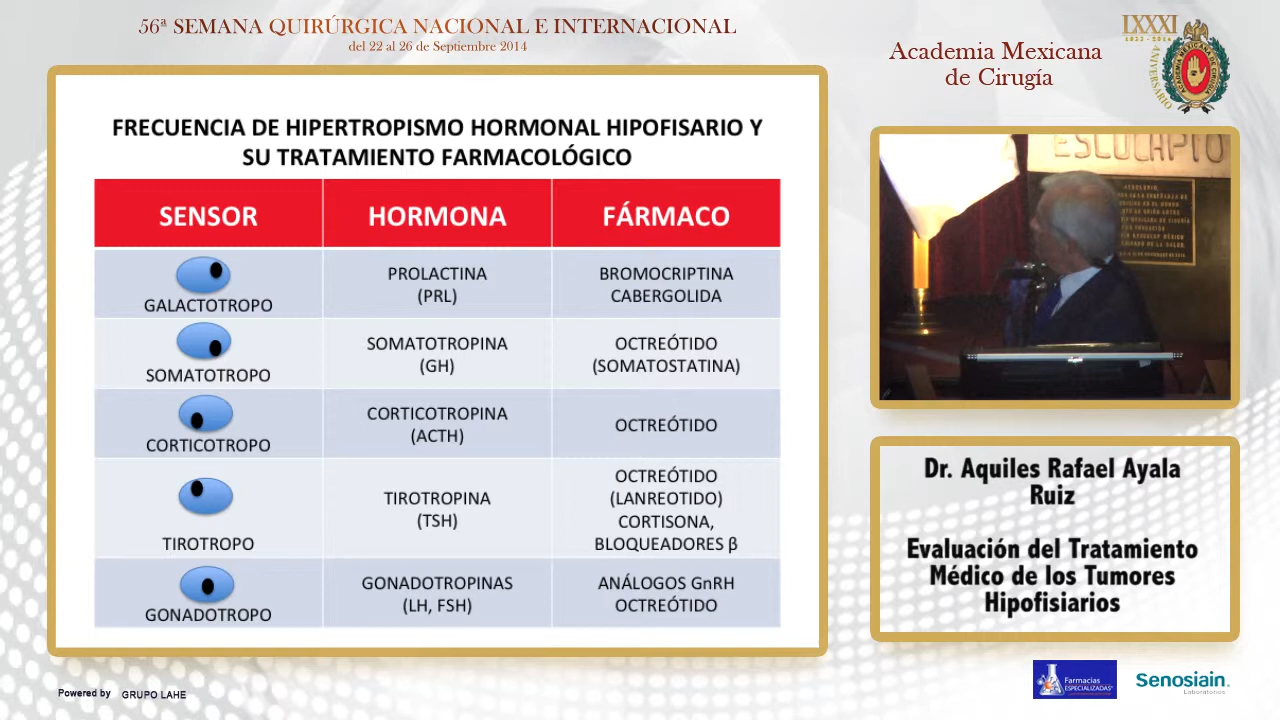 56ª SEMANA QUIRÚRGICA NACIONAL E INTERNACIONAL
del 22 al 26 de Septiembre 2014
Academia Mexicana
de Cirugía
LXXXI
1933 - 2014
ANIVERSARIO
ACADEMIA MEXICANA DE CIRUGIA
FRECUENCIA DE HIPERTROPISMO HORMONAL HIPOFISARIO Y
SU TRATAMIENTO FARMACOLÓGICO
SENSOR HORMONA FÁRMACO
GALACTOTROPO
PROLACTINA
(PRL)
BROMOCRIPTINA
CABERGOLIDA
SOMATOTROPO
SOMATOTROPINA
(GH)
OCTREÓTIDO
(SOMATOSTATINA)
CORTICOTROPO
CORTICOTROPINA
(ACTH)
OCTREÓTIDO
TIROTROPO
TIROTROPINA
(TSH)
OCTREÓTIDO
(LANREOTIDO)
CORTISONA,
BLOQUEADORES β
GONADOTROPO
GONADOTROPINAS
(LH, FSH)
ANÁLOGOS GnRH
OCTREÓTIDO
ESCULAPIO
Dr. Aquiles Rafael Ayala
Ruiz
Evaluación del Tratamiento
Médico de los Tumores
Hipofisiarios
Powered by GRUPO LAHE
Farmacias
ESPECIALIZADAS
Senosiain.
Laboratorios